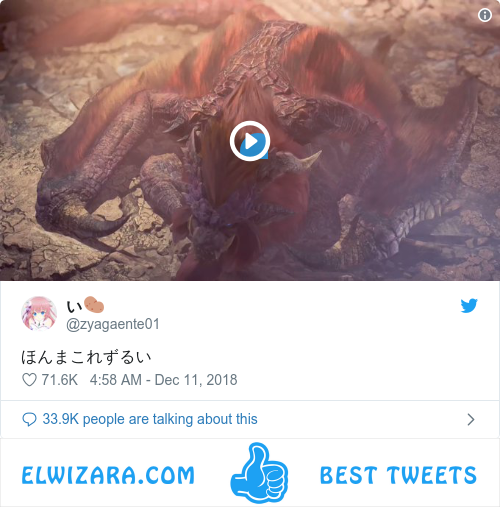 い🥔
@zyagaente01
ほんまこれずるい
71.6K 4:58 AM - Dec 11, 2018
33.9K people are talking about this
ELWIZARA.COM BEST TWEETS